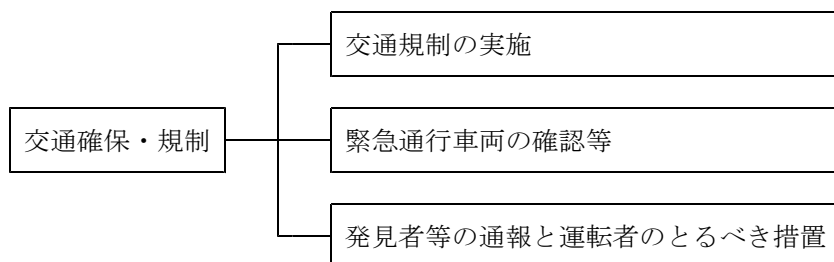 交通規制の実施
交通確保・規制
緊急通行車両の確認等
発見者等の通報と運転者のとるべき措置